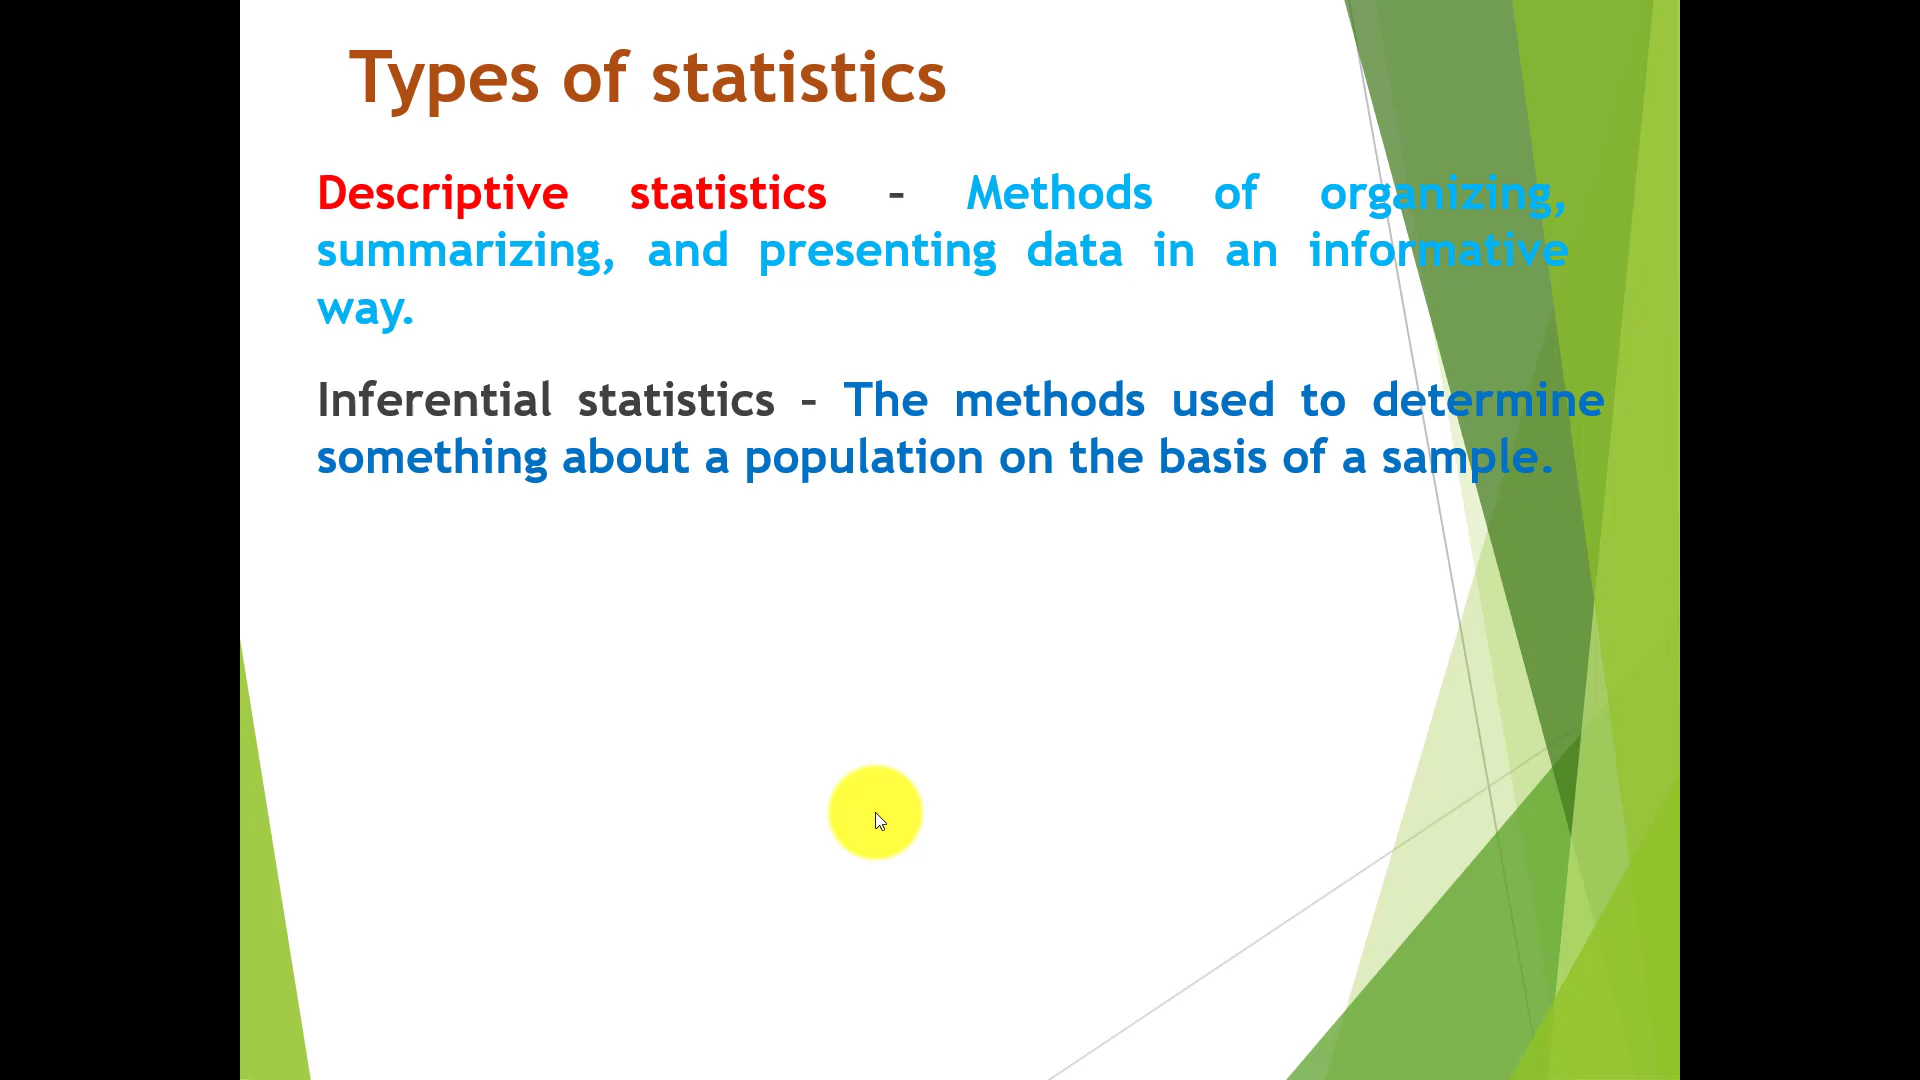 Types of statistics
Descriptive statistics – Methods of organizing,
summarizing, and presenting data in an informative
way.
Inferential statistics – The methods used to determine
something about a population on the basis of a sample.